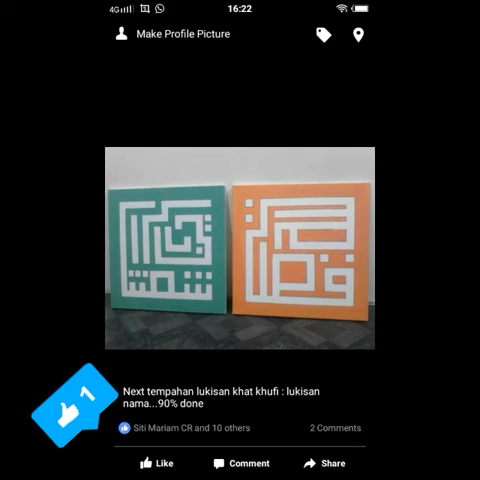 4G
16:22
Make Profile Picture
Next tempahan lukisan khat khufi : lukisan
nama...90% done
Siti Mariam CR and 10 others
2 Comments
Like
Comment
Share
1